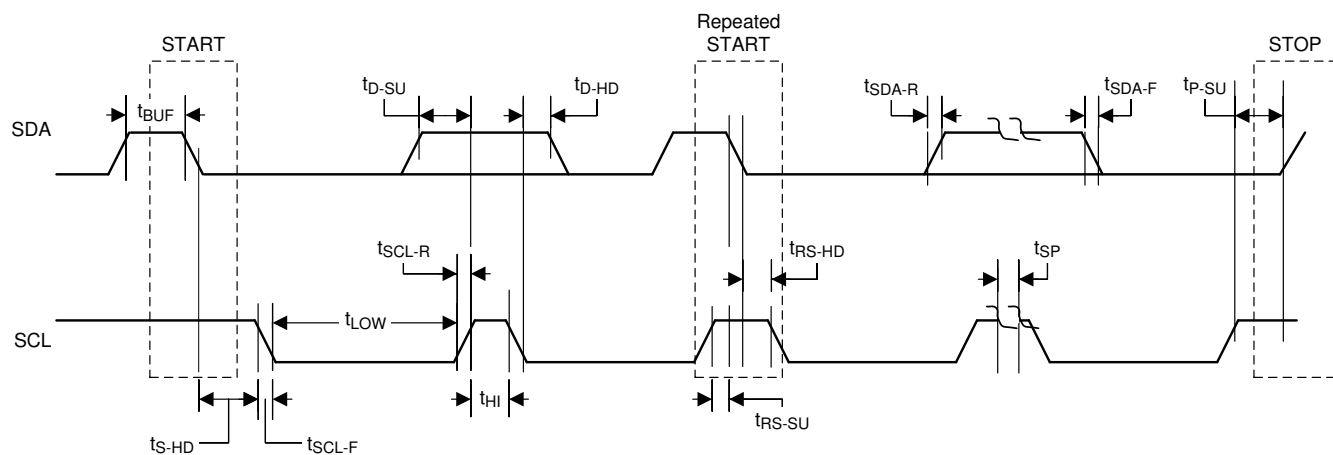 Repeated
START
START
STOP
tD-SU
tD-HD
tSDA-R
tSDA-F
tP-SU
tBUF
SDA
tSCL-R
tRS-HD
tSP
tLOW
SCL
tHI
tRS-SU
tS-HD
tSCL-F